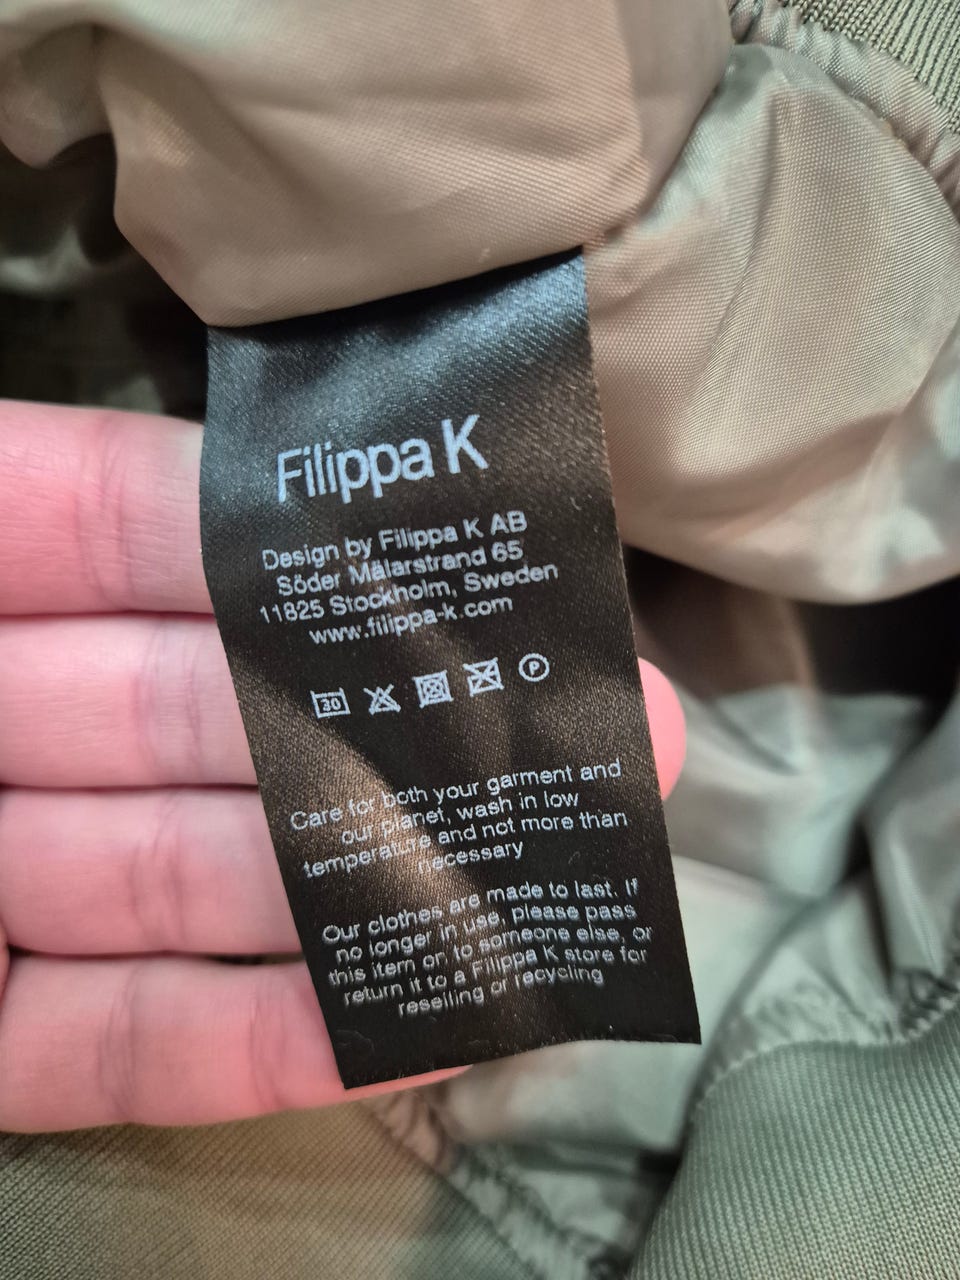 Filippa K
Design by Filippa K AB
Söder Mälarstrand 65
11825 Stockholm, Sweden
www.filippa-k.com
30 P
Care for both your garment and
our planet, wash in low
temperature and not more than
necessary
Our clothes are made to last. If
no longer in use, please pass
this item on to someone else, or
return it to a Filippa K store for
reselling or recycling